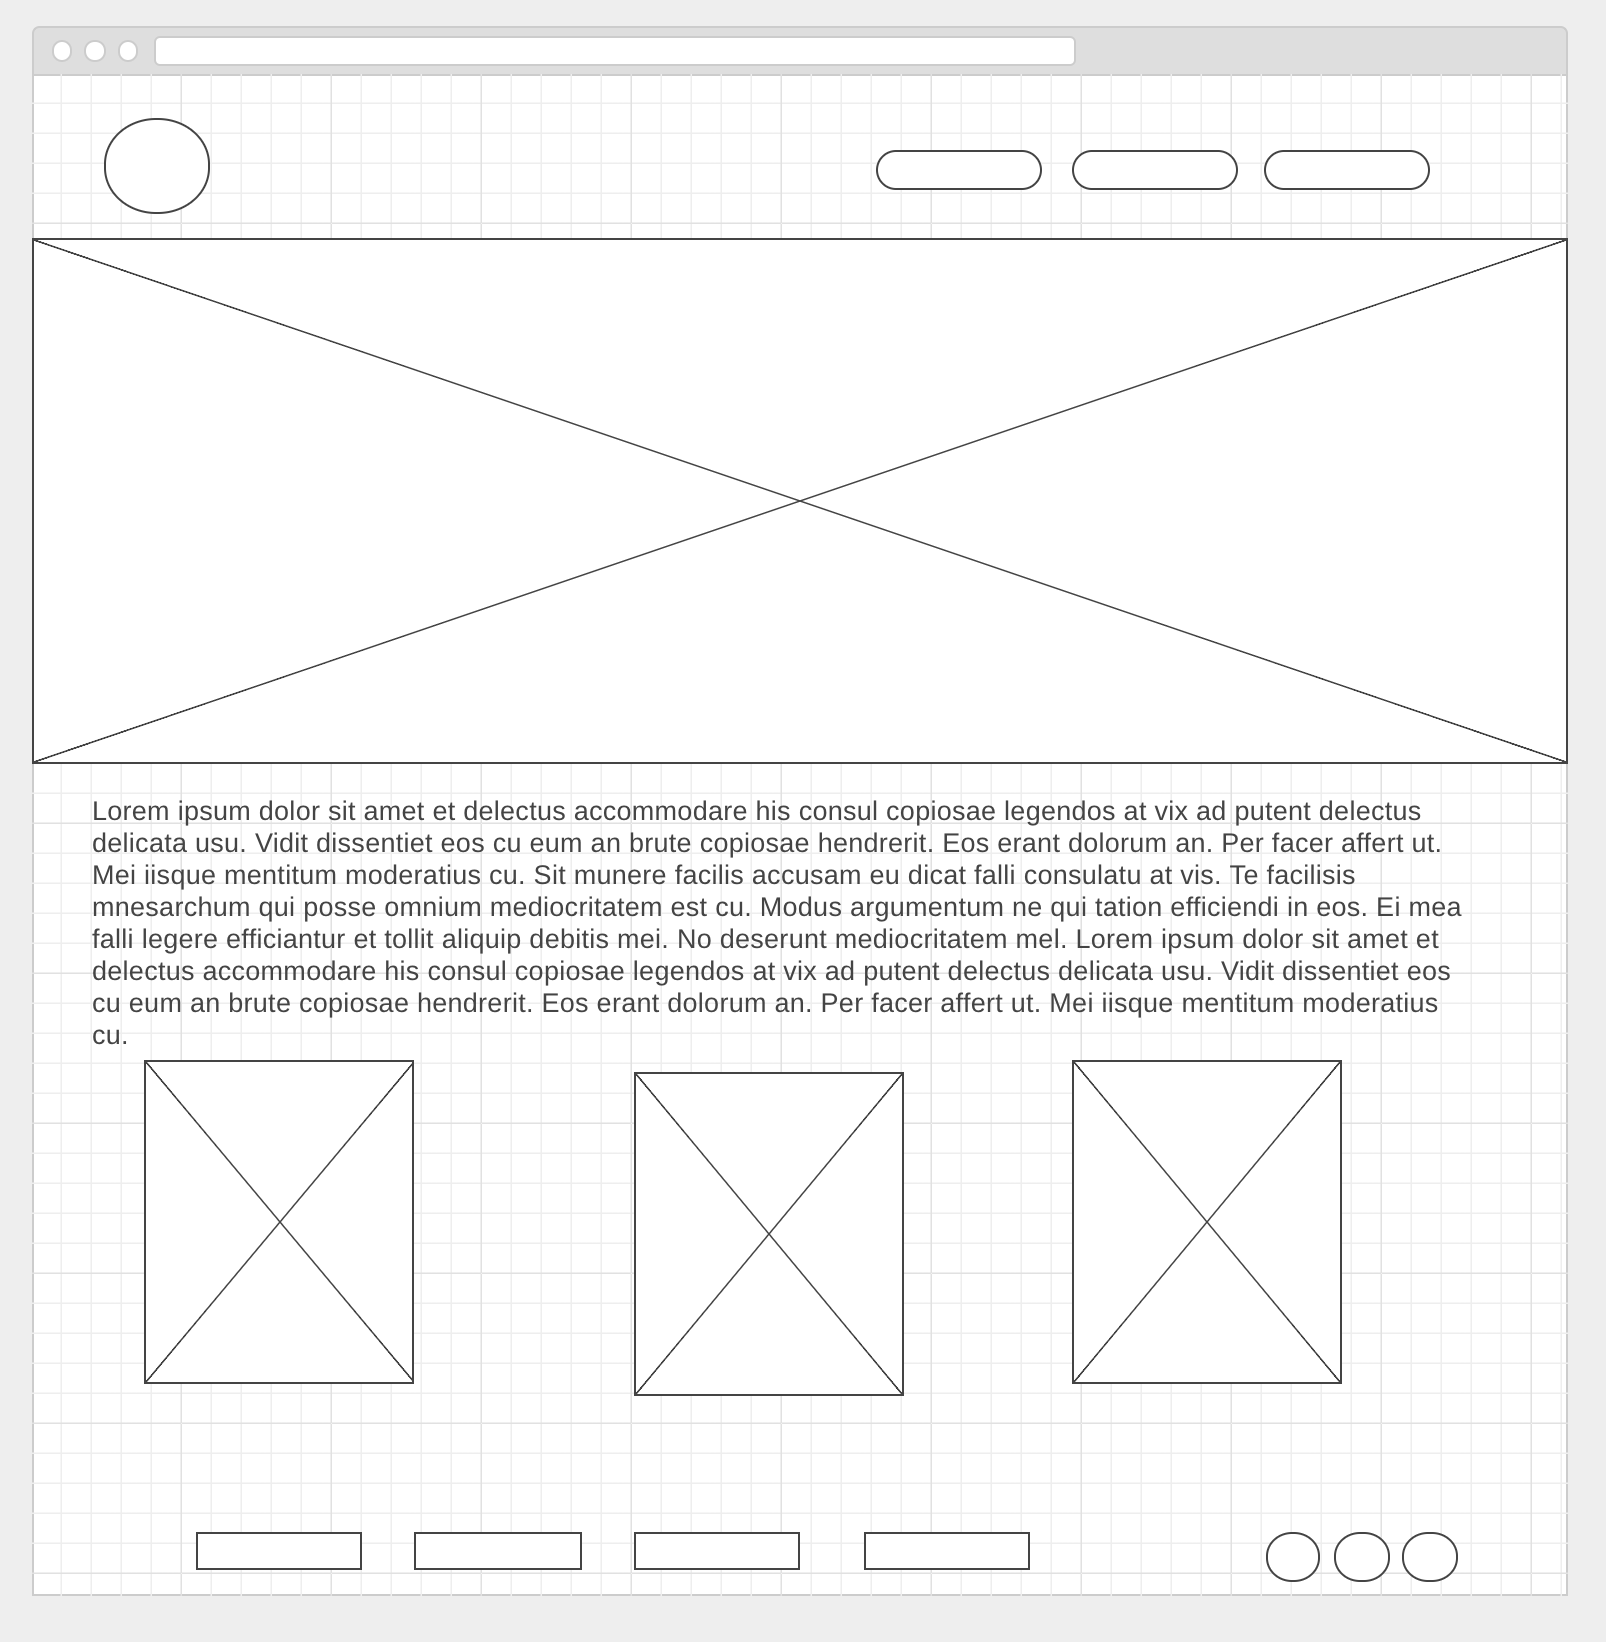 Lorem ipsum dolor sit amet et delectus accommodare his consul copiosae legendos at vix ad putent delectus
delicata usu. Vidit dissentiet eos cu eum an brute copiosae hendrerit. Eos erant dolorum an. Per facer affert ut.
Mei iisque mentitum moderatius cu. Sit munere facilis accusam eu dicat falli consulatu at vis. Te facilisis
mnesarchum qui posse omnium mediocritatem est cu. Modus argumentum ne qui tation efficiendi in eos. Ei mea
falli legere efficiantur et tollit aliquip debitis mei. No deserunt mediocritatem mel. Lorem ipsum dolor sit amet et
delectus accommodare his consul copiosae legendos at vix ad putent delectus delicata usu. Vidit dissentiet eos
cu eum an brute copiosae hendrerit. Eos erant dolorum an. Per facer affert ut. Mei iisque mentitum moderatius
cu.